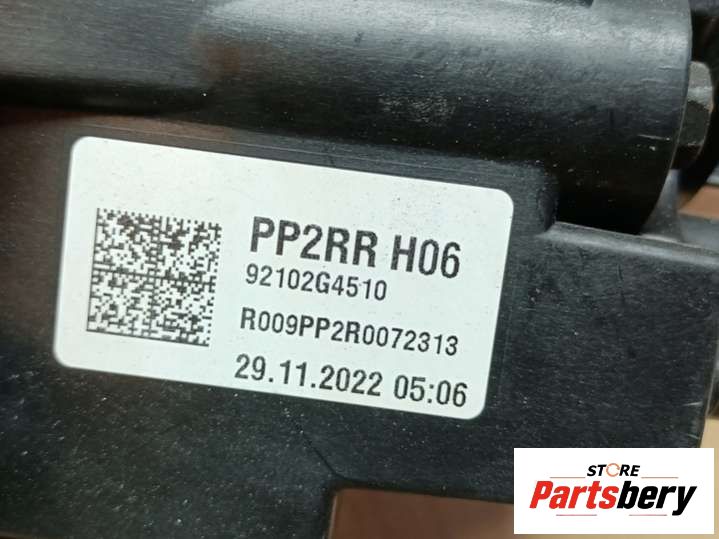 PP2RR H06
92102G4510
R009PP2R0072313
29.11.2022 05:06
STORE
Partsbery